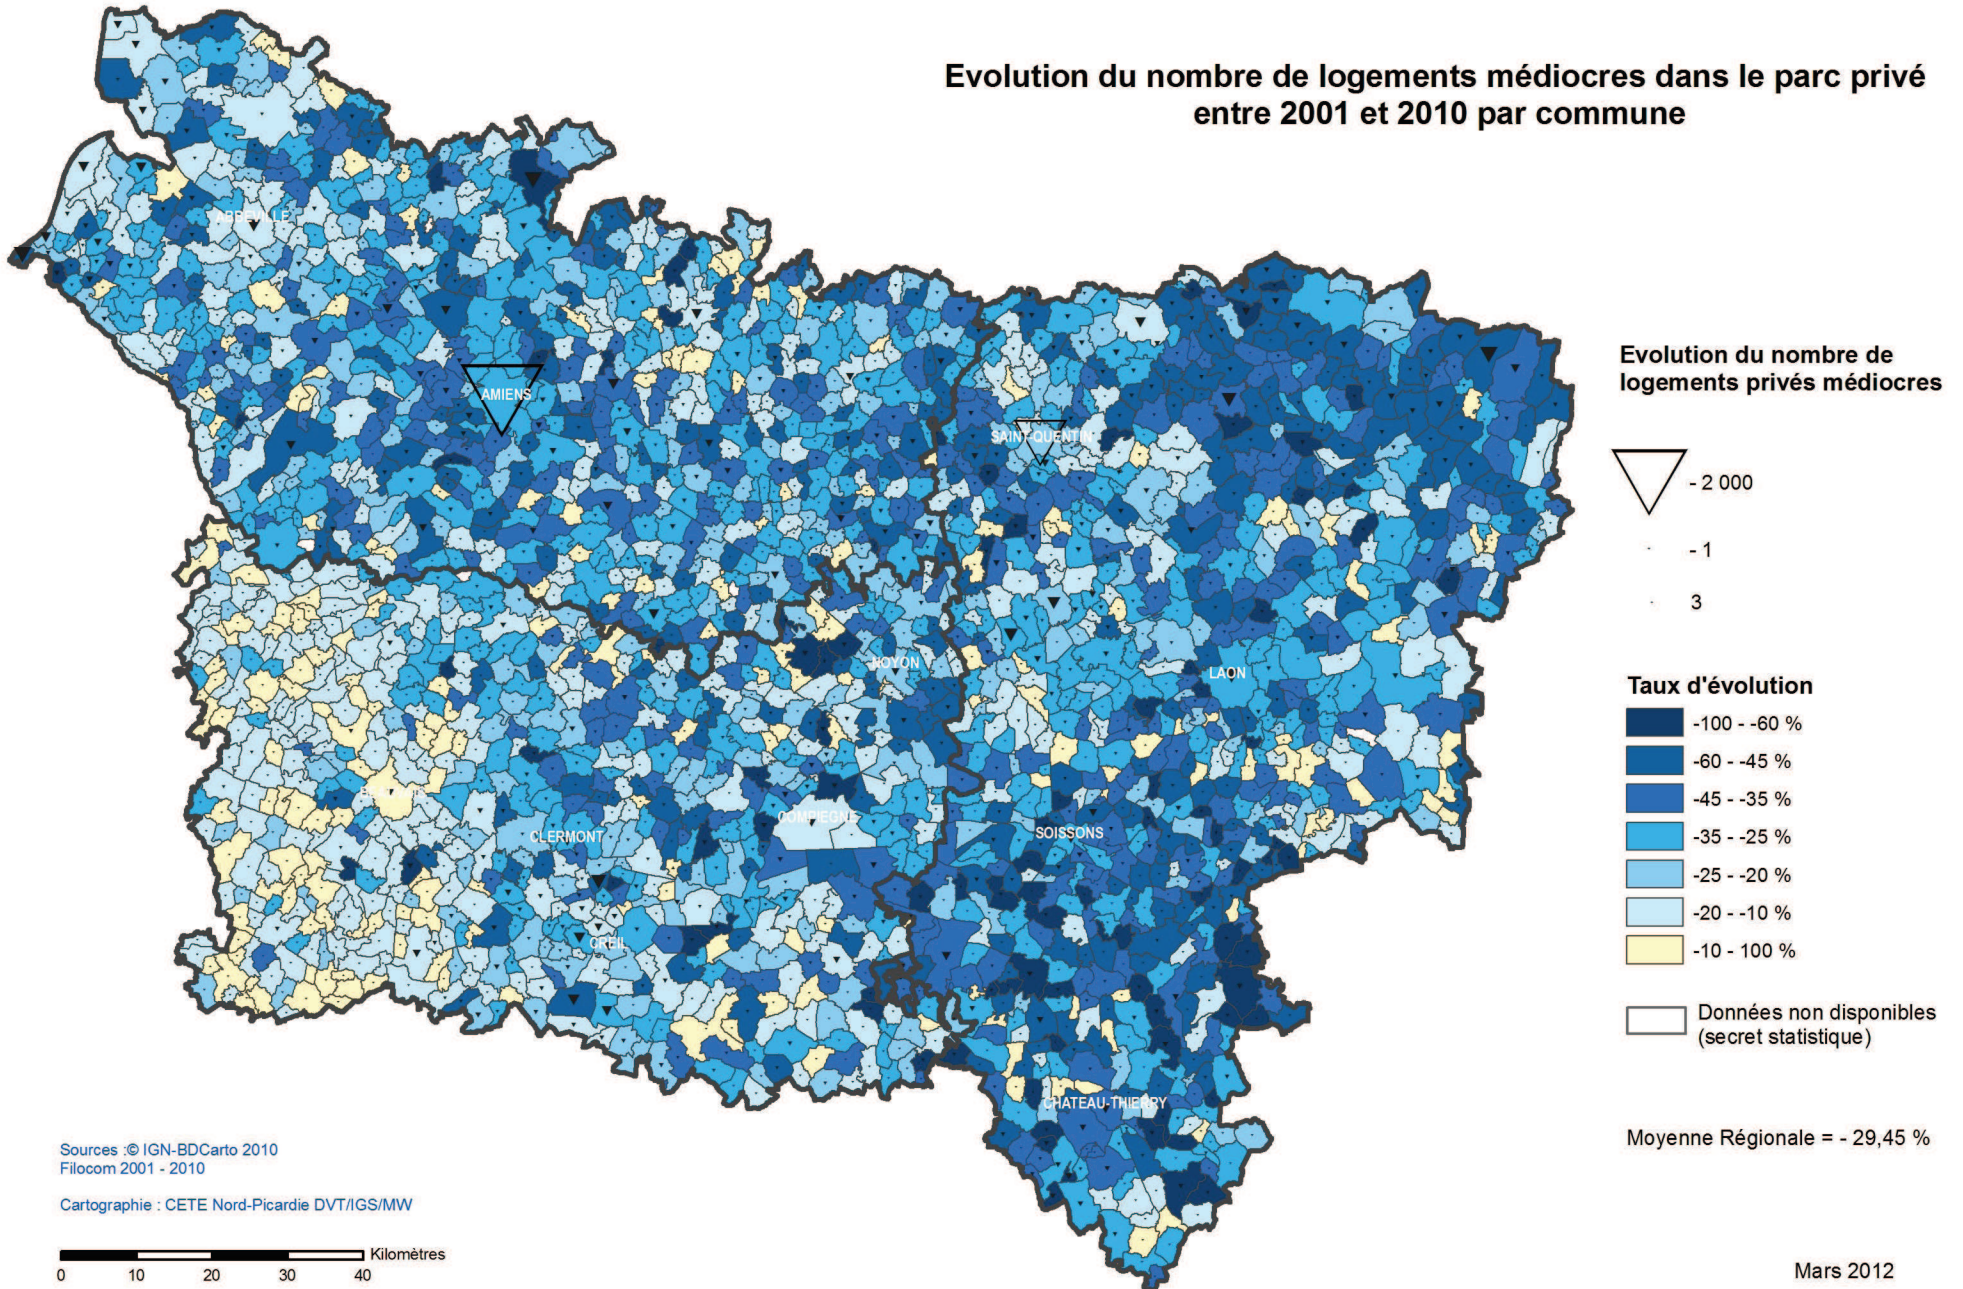 Evolution du nombre de logements médiocres dans le parc privé
entre 2001 et 2010 par commune
ABBEVILLE
AMIENS
SAINT-QUENTIN
NOYON
LAON
CLERMONT
COMPIEGNE
SOISSONS
CREIL
CHATEAU-THIERRY
Evolution du nombre de
logements privés médiocres
- 2 000
- 1
3
Taux d'évolution
-100 - -60 %
-60 - -45 %
-45 - -35 %
-35 - -25 %
-25 - -20 %
-20 - -10 %
-10 - 100 %
Données non disponibles
(secret statistique)
Moyenne Régionale = - 29,45 %
Sources :© IGN-BDCarto 2010
Filocom 2001 - 2010
Cartographie : CETE Nord-Picardie DVT/IGS/MW
Kilomètres
0 10 20 30 40
Mars 2012